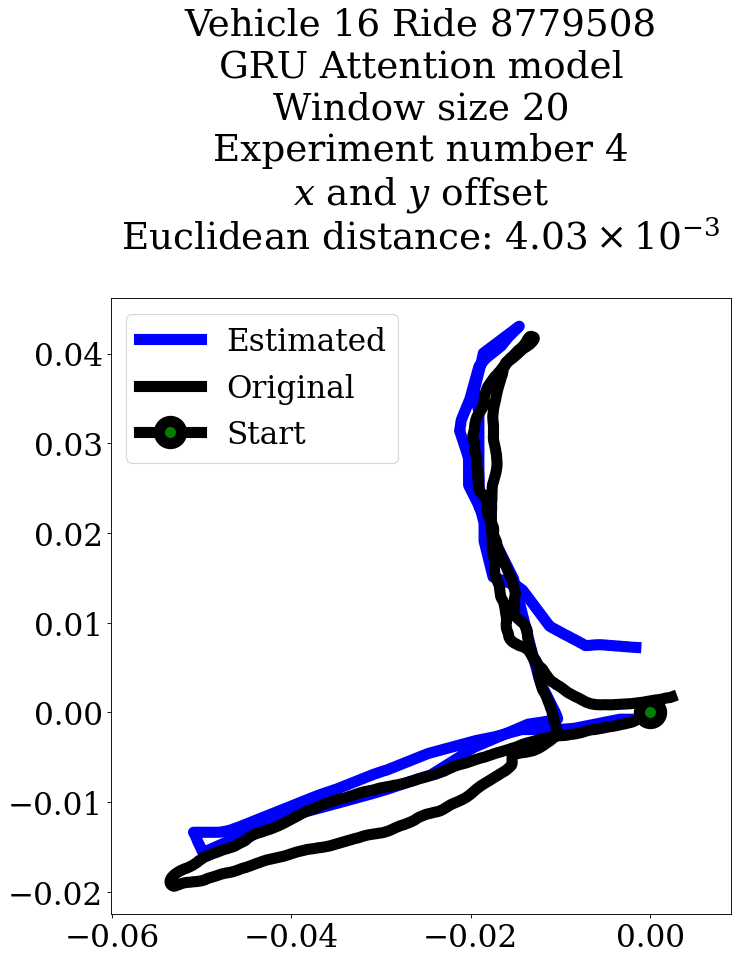 Vehicle 16 Ride 8779508
GRU Attention model
Window size 20
Experiment number 4
x and y offset
Euclidean distance: 4.03 × 10⁻³
Estimated
Original
Start
0.04
0.03
0.02
0.01
0.00
−0.01
−0.02
−0.06 −0.04 −0.02 0.00